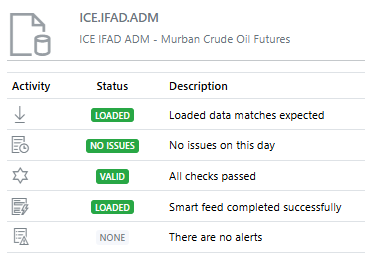 ICE.IFAD.ADM
ICE IFAD ADM - Murban Crude Oil Futures
Activity Status Description
LOADED Loaded data matches expected
NO ISSUES No issues on this day
VALID All checks passed
LOADED Smart feed completed successfully
NONE There are no alerts